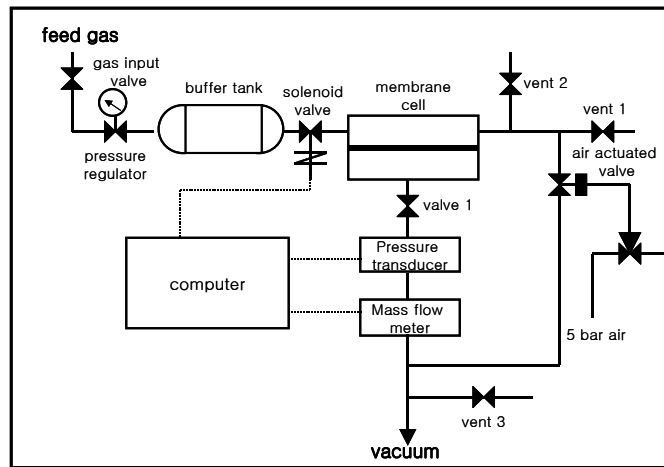 feed gas
gas input
valve
pressure
regulator
buffer tank
solenoid
valve
membrane
cell
vent 2
vent 1
air actuated
valve
valve 1
Pressure
transducer
computer
Mass flow
meter
5 bar air
vent 3
vacuum